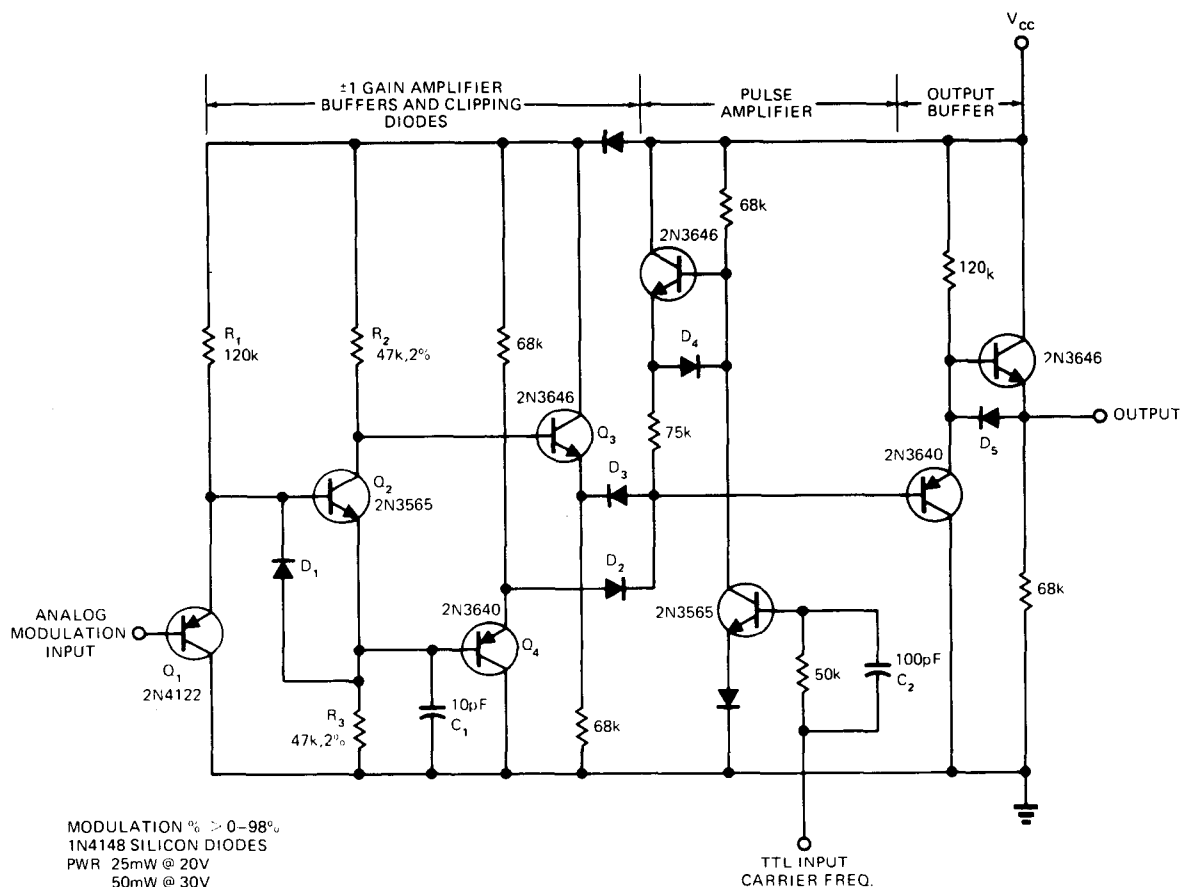 V_CC
±1 GAIN AMPLIFIER
BUFFERS AND CLIPPING
DIODES
PULSE
AMPLIFIER
OUTPUT
BUFFER
68k
2N3646
120k
R1
120k
R2
47k,2%
68k
D4
2N3646
2N3646
Q3
75k
OUTPUT
D5
2N3640
D3
Q2
2N3565
D1
D2
2N3640
Q4
2N3565
68k
ANALOG
MODULATION
INPUT
Q1
2N4122
50k
100pF
C2
10pF
C1
R3
47k,2%
68k
MODULATION % > 0-98%
1N4148 SILICON DIODES
PWR 25mW @ 20V
50mW @ 30V
TTL INPUT
CARRIER FREQ.